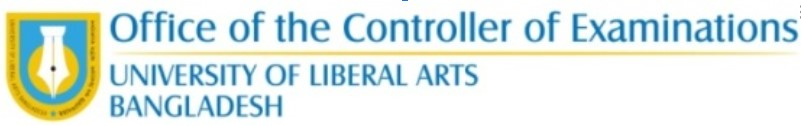 Office of the Controller of Examinations
UNIVERSITY OF LIBERAL ARTS
BANGLADESH